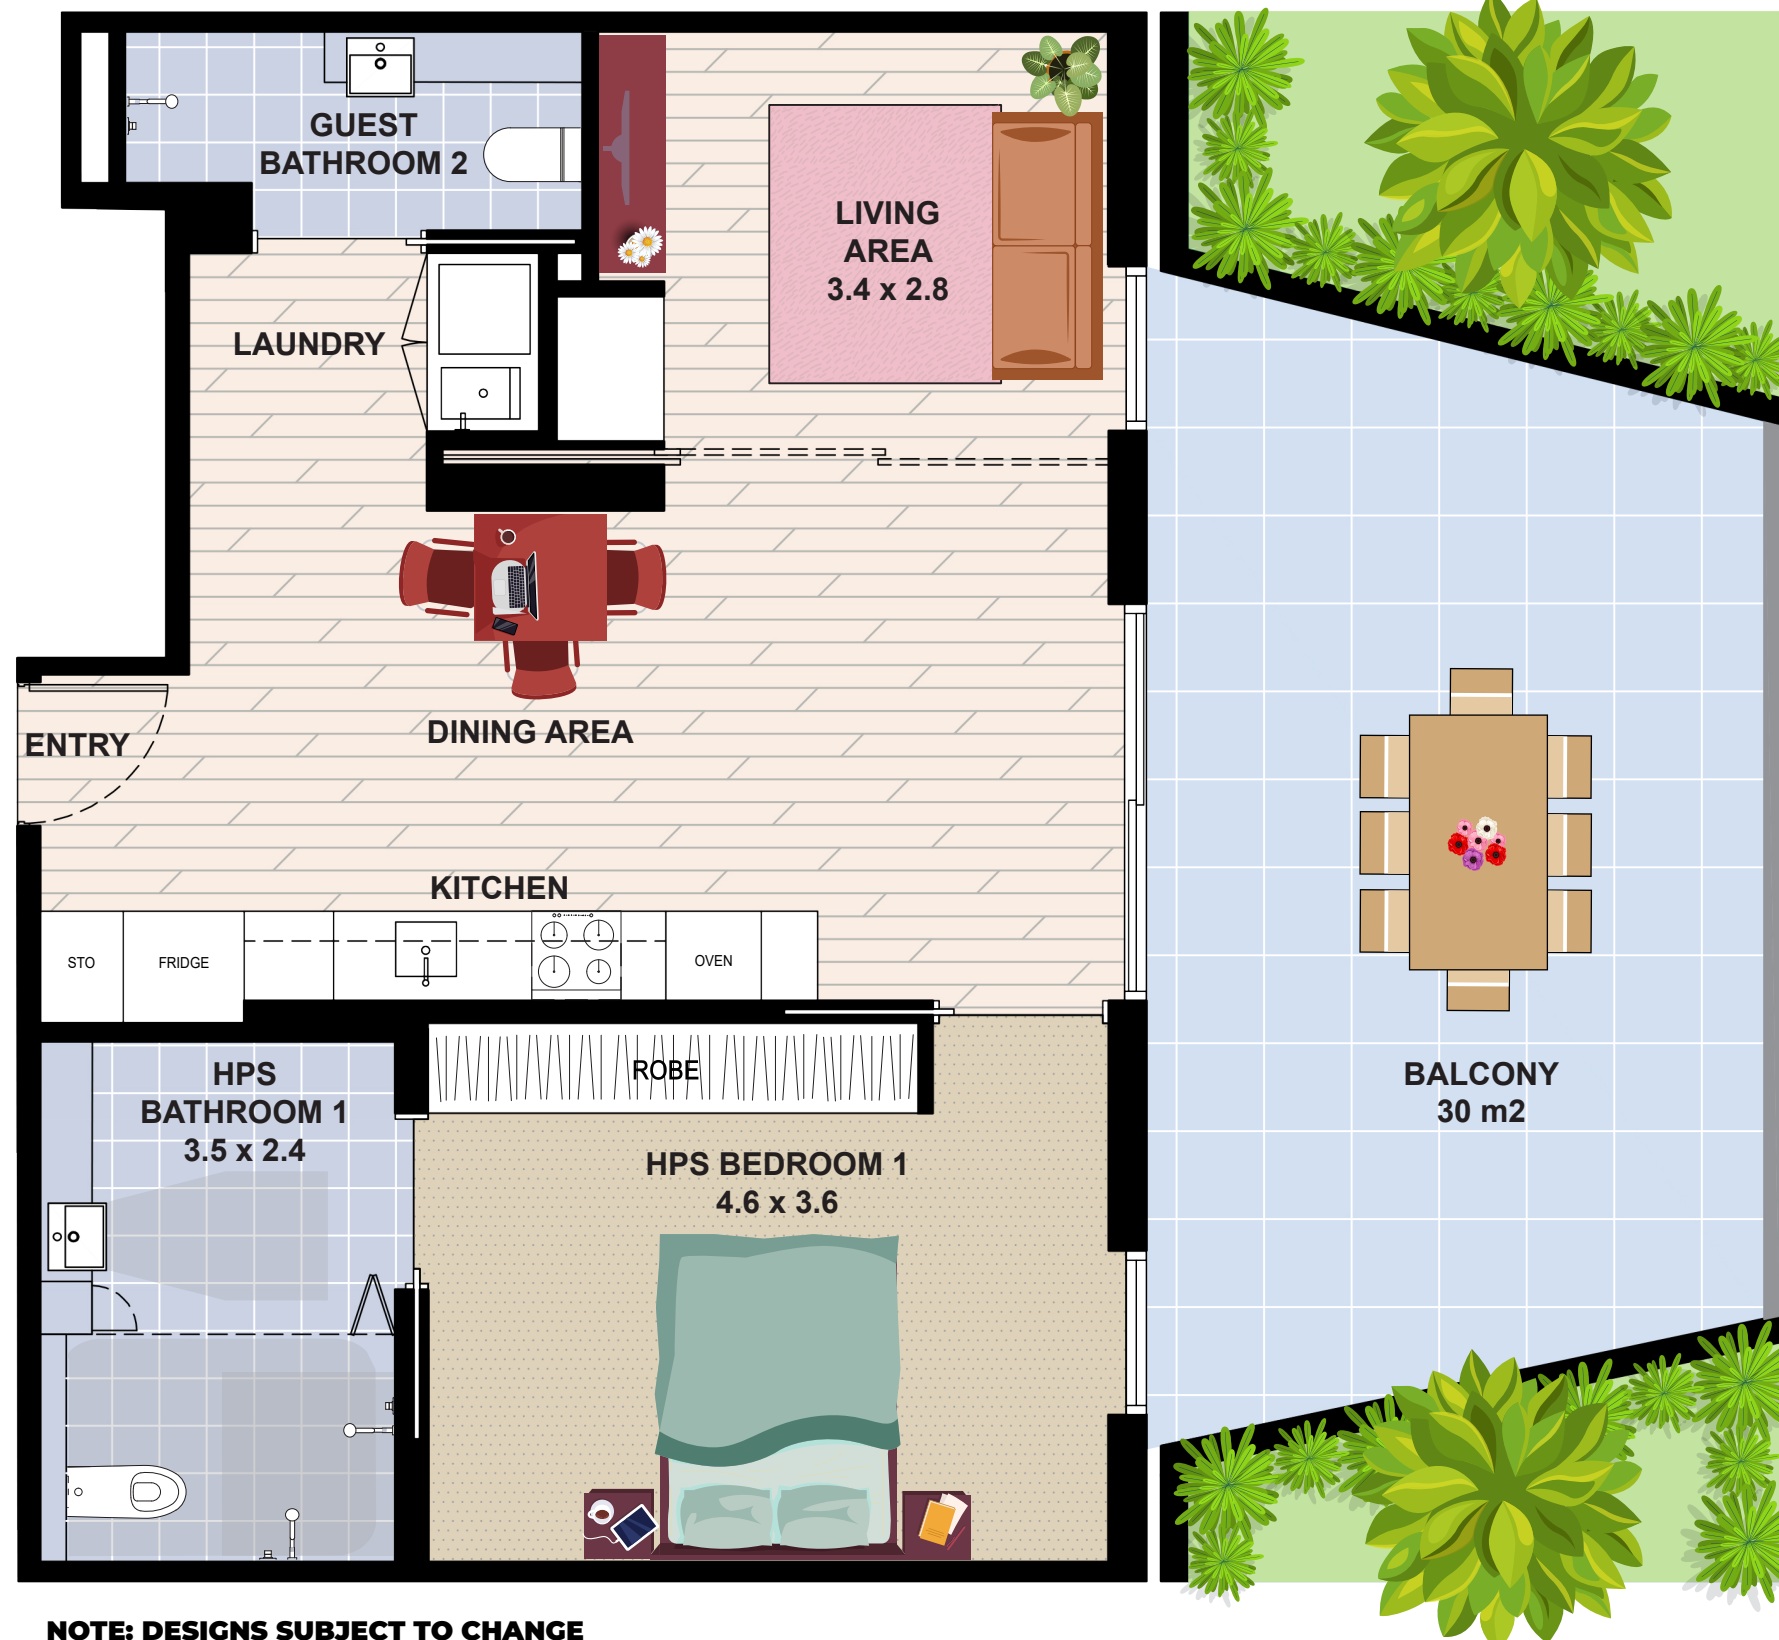 GUEST
BATHROOM 2
LIVING
AREA
3.4 x 2.8
LAUNDRY
DINING AREA
ENTRY
KITCHEN
STO
FRIDGE
OVEN
ROBE
HPS
BATHROOM 1
3.5 x 2.4
HPS BEDROOM 1
4.6 x 3.6
BALCONY
30 m2
NOTE: DESIGNS SUBJECT TO CHANGE